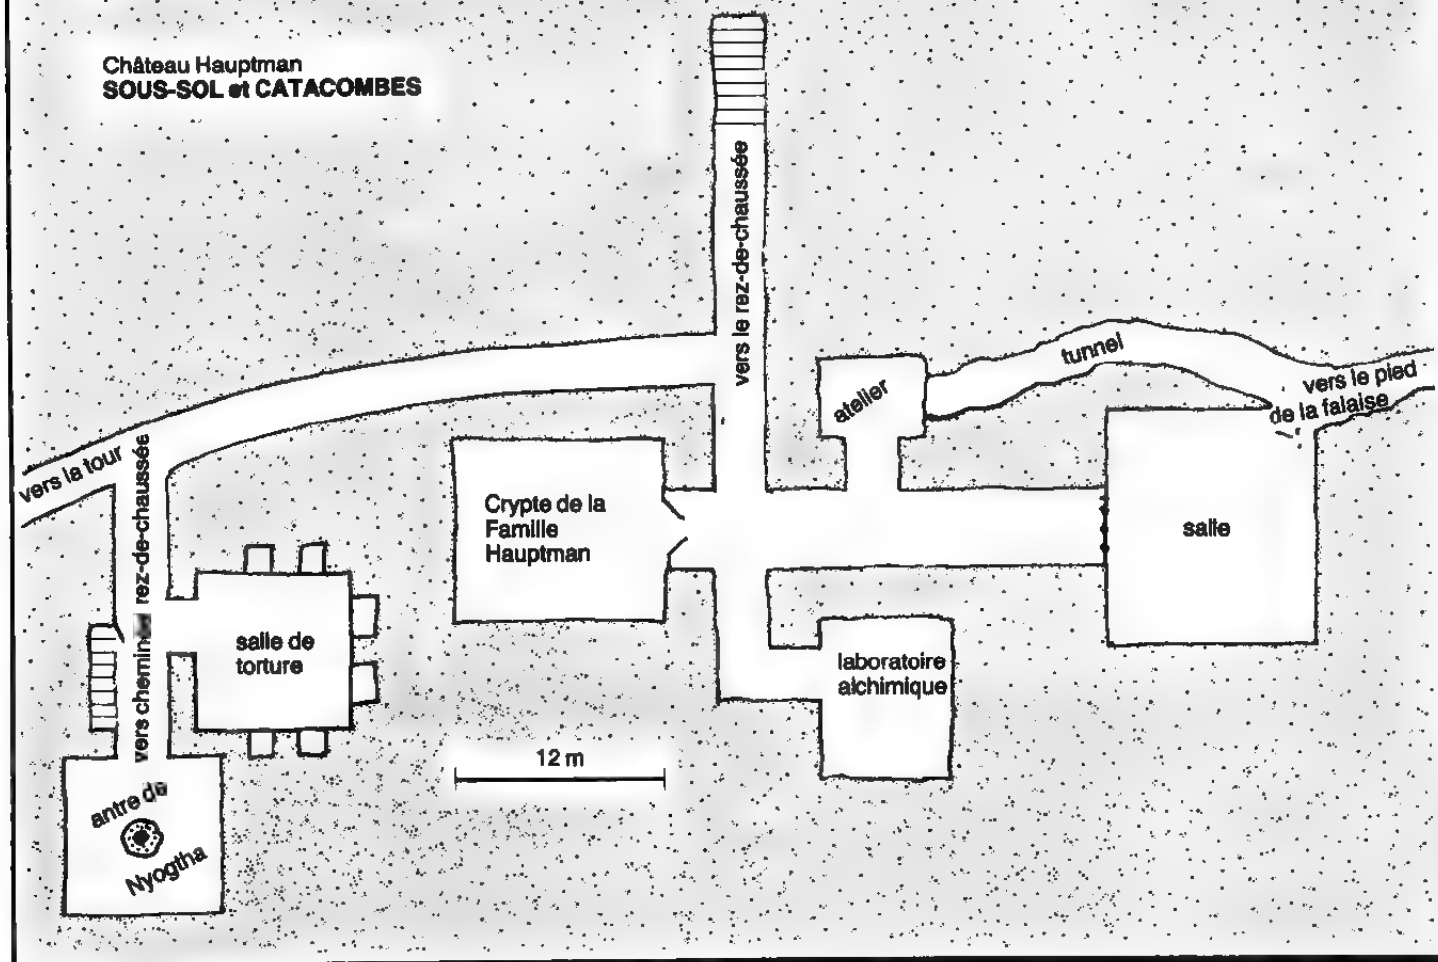 Château Hauptman
SOUS-SOL et CATACOMBES
vers le rez-de-chaussée
tunnel
vers le pied
de la falaise
atelier
vers la tour
vers cheminée rez-de-chaussée
Crypte de la
Famille
Hauptman
salle
salle de
torture
laboratoire
alchimique
12 m
antre de
Nyogtha